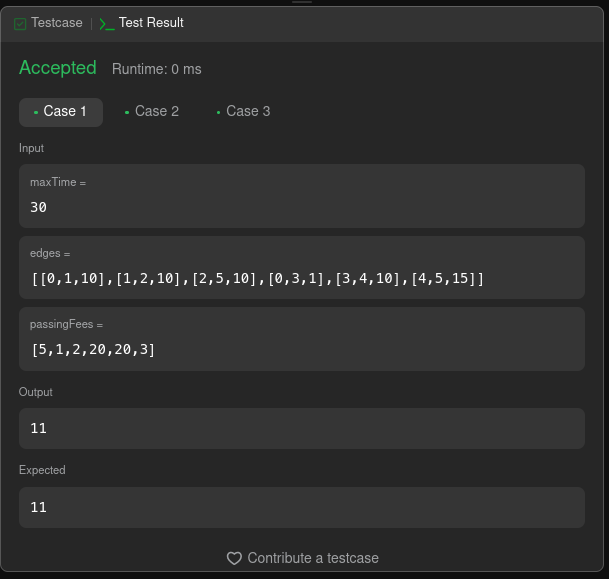 Testcase | Test Result
Accepted Runtime: 0 ms
Case 1 Case 2 Case 3
Input
maxTime =
30
edges =
[[0,1,10],[1,2,10],[2,5,10],[0,3,1],[3,4,10],[4,5,15]]
passingFees =
[5,1,2,20,20,3]
Output
11
Expected
11
Contribute a testcase